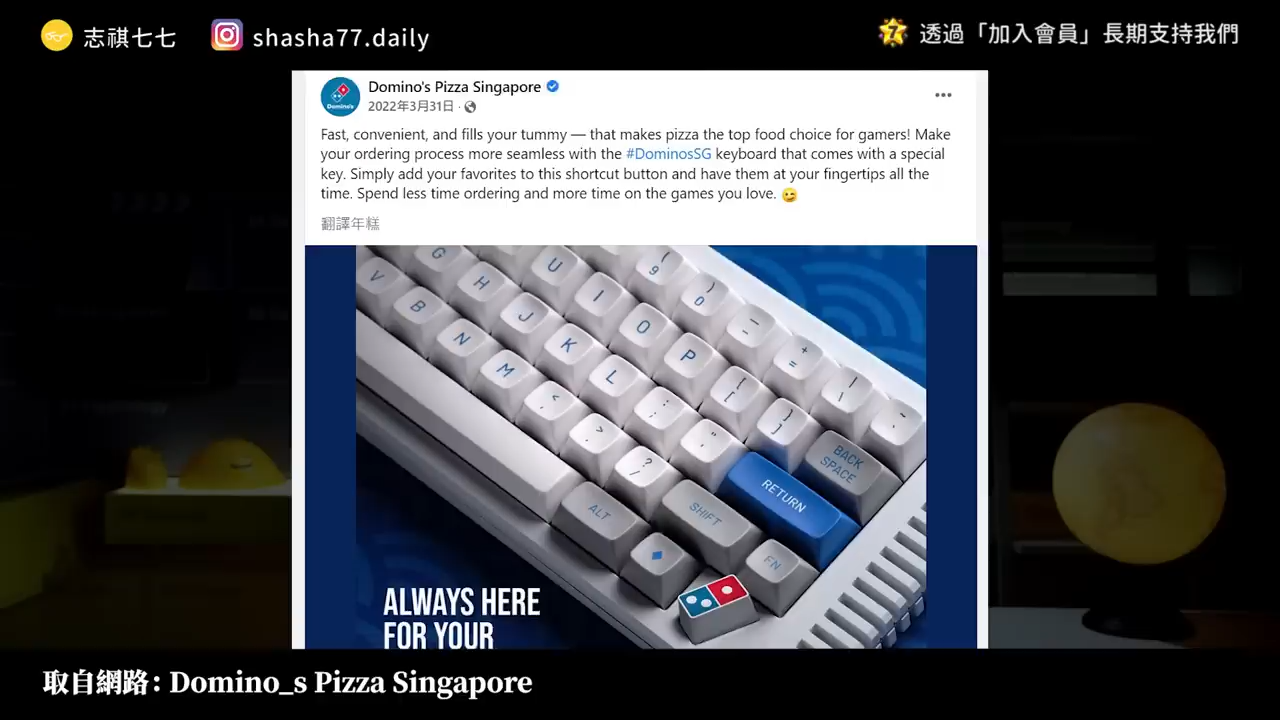 志祺七七
shasha77.daily
7
透過「加入會員」長期支持我們
Domino's
Domino's Pizza Singapore
2022年3月31日
Fast, convenient, and fills your tummy — that makes pizza the top food choice for gamers! Make
your ordering process more seamless with the #DominosSG keyboard that comes with a special
key. Simply add your favorites to this shortcut button and have them at your fingertips all the
time. Spend less time ordering and more time on the games you love. 😉
翻譯年糕
G U ( 9 ) 0 _ - + = | \ ~ `
V H I O P { [ } ] BACK SPACE
B J K L : ; " ' RETURN
N M < , > . ? / SHIFT FN
ALT
ALWAYS HERE
FOR YOUR
取自網路：Domino_s Pizza Singapore